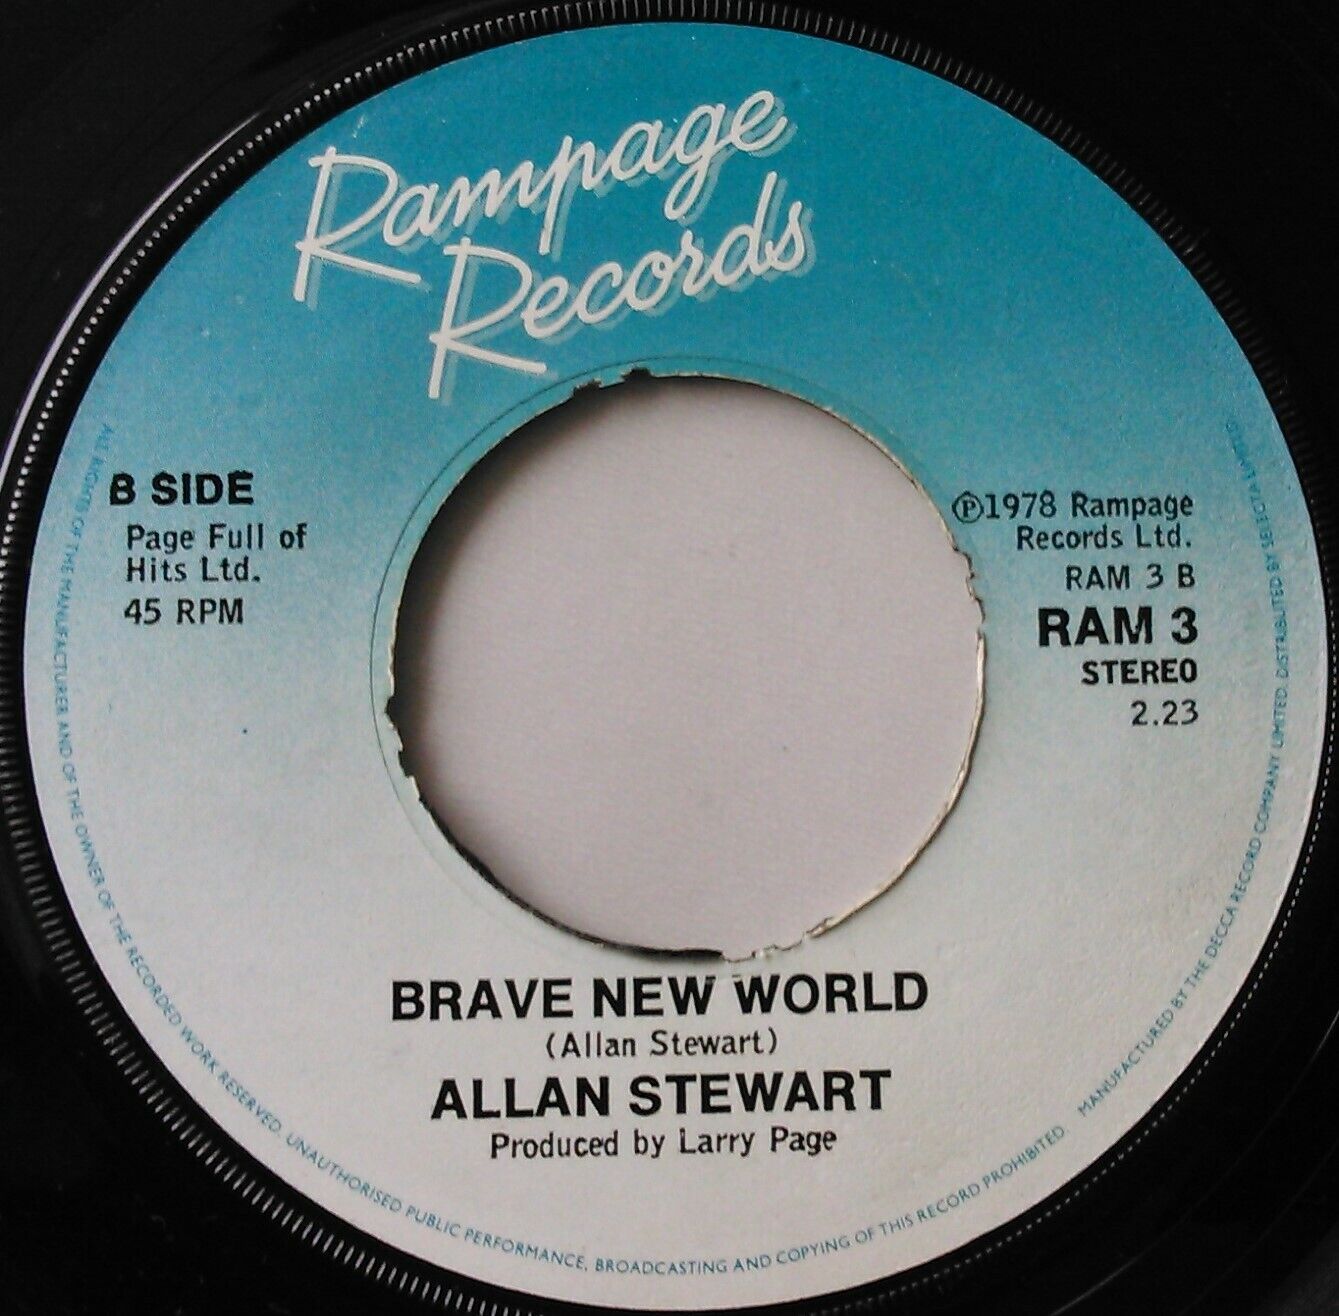 Rampage
Records
B SIDE
Page Full of
Hits Ltd.
45 RPM
Ⓟ1978 Rampage
Records Ltd.
RAM 3 B
RAM 3
STEREO
2.23
BRAVE NEW WORLD
(Allan Stewart)
ALLAN STEWART
Produced by Larry Page
ALL RIGHTS OF THE MANUFACTURER AND OF THE OWNER OF THE RECORDED WORK RESERVED. UNAUTHORISED PUBLIC PERFORMANCE, BROADCASTING AND COPYING OF THIS RECORD PROHIBITED. MANUFACTURED BY THE DECCA RECORD COMPANY LIMITED. DISTRIBUTED BY SELECTA LIMITED.